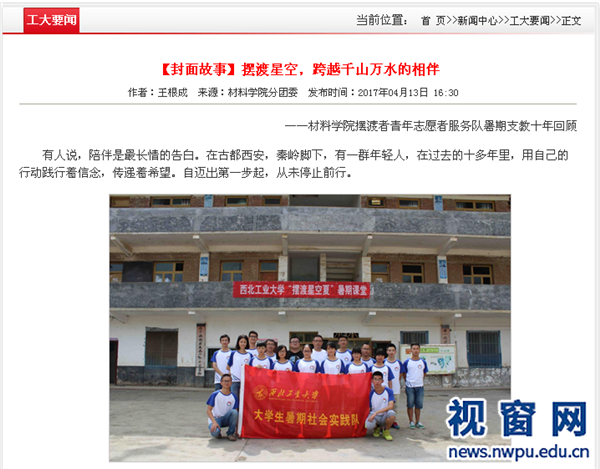 工大要闻
当前位置： 首 页>>新闻中心>>工大要闻>>正文
【封面故事】摆渡星空，跨越千山万水的相伴
作者：王根成 来源：材料学院分团委 发布时间：2017年04月13日 16:30
——材料学院摆渡者青年志愿者服务队暑期支教十年回顾
有人说，陪伴是最长情的告白。在古都西安，秦岭脚下，有一群年轻人，在过去的十多年里，用自己的
行动践行着信念，传递着希望。自迈出第一步起，从未停止前行。
西北工业大学“摆渡星空夏”暑期课堂
西北工业大学
大学生暑期社会实践队
视窗网
news.nwpu.edu.cn